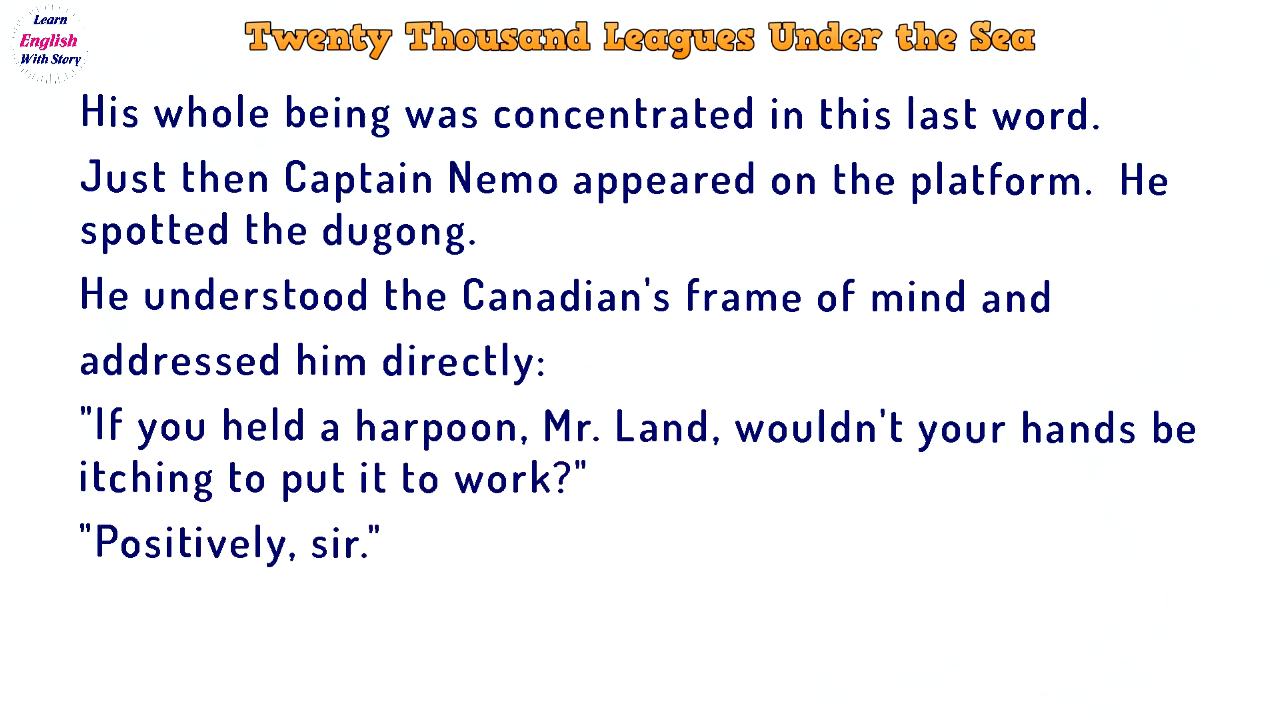 Learn
English
With Story
Twenty Thousand Leagues Under the Sea
His whole being was concentrated in this last word.
Just then Captain Nemo appeared on the platform.  He
spotted the dugong.
He understood the Canadian's frame of mind and
addressed him directly:
"If you held a harpoon, Mr. Land, wouldn't your hands be
itching to put it to work?"
"Positively, sir."